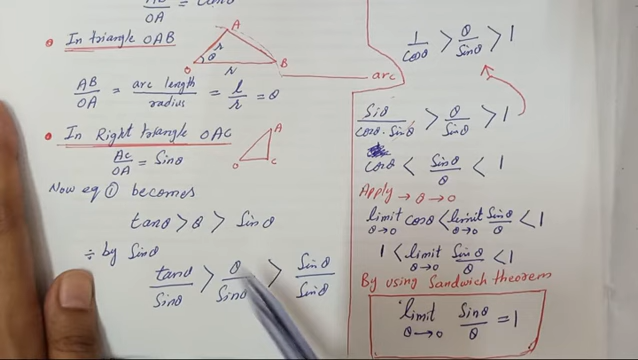 AC/OA = tanθ
• In triangle OAB
A
r
θ
O
B
r
arc
AB/OA = arc length/radius = l/r = θ
• In Right triangle OAC
AC/OA = Sinθ
A
O
C
Now eq ① becomes
tanθ > θ > Sinθ
÷ by Sinθ
tanθ/Sinθ > θ/Sinθ > Sinθ/Sinθ
1/Cosθ > θ/Sinθ > 1
Siθ/Cosθ·Sinθ > θ/Sinθ > 1
Cosθ < Sinθ/θ < 1
Apply → θ → 0
limit θ→0 Cosθ < limit θ→0 Sinθ/θ < 1
1 < limit θ→0 Sinθ/θ < 1
By using Sandwich theorem
limit θ→0 Sinθ/θ = 1